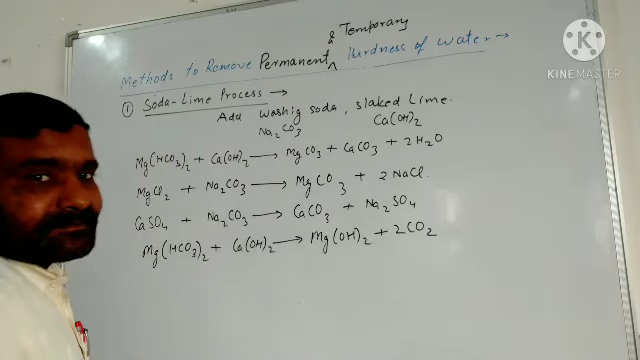 & Temporary
Methods to Remove Permanent ^ Hardness of water →
① Soda-Lime Process →
Add washig soda, slaked Lime.
Na₂CO₃ Ca(OH)₂
Mg(HCO₃)₂ + Ca(OH)₂ → MgCO₃ + CaCO₃ + 2H₂O
MgCl₂ + Na₂CO₃ → MgCO₃ + 2NaCl.
CaSO₄ + Na₂CO₃ → CaCO₃ + Na₂SO₄
Mg(HCO₃)₂ + Ca(OH)₂ → Mg(OH)₂ + 2CO₂
KINEMASTER